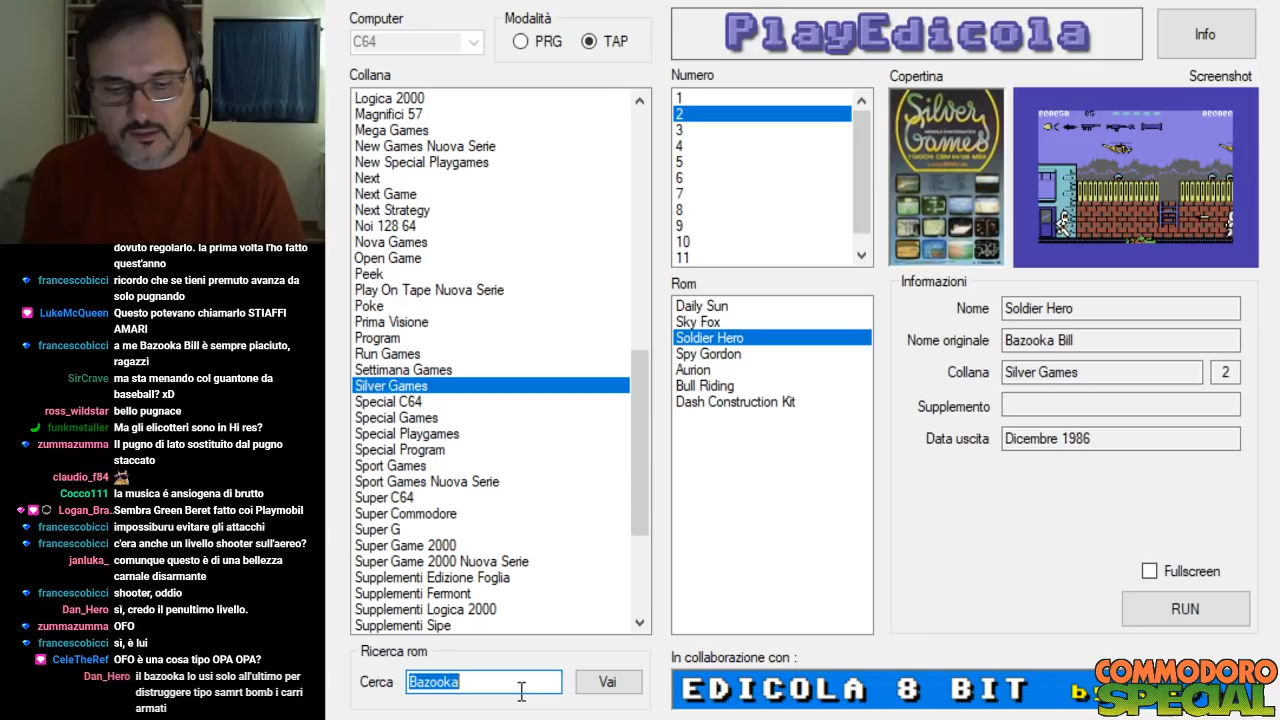 dovuto regolarlo. la prima volta l'ho fatto
quest'anno
francescobicci ricordo che se tieni premuto avanza da
solo pugnando
LukeMcQueen Questo potevano chiamarlo STIAFFI
AMARI
francescobicci a me Bazooka Bill è sempre piaciuto,
ragazzi
SirCrave ma sta menando col guantone da
baseball? xD
ross_wildstar bello pugnace
funkmetaller Ma gli elicotteri sono in Hi res?
zummazumma Il pugno di lato sostituito dal pugno
staccato
claudio_f84
Cocco111 la musica é ansiogena di brutto
Logan_Bra.. Sembra Green Beret fatto coi Playmobil
francescobicci impossiburu evitare gli attacchi
francescobicci c'era anche un livello shooter sull'aereo?
janluka_ comunque questo è di una bellezza
carnale disarmante
francescobicci shooter, oddio
Dan_Hero sì, credo il penultimo livello.
zummazumma OFO
francescobicci sì, è lui
CeleTheRef OFO è una cosa tipo OPA OPA?
Dan_Hero il bazooka lo usi solo all'ultimo per
distruggere tipo samrt bomb i carri
armati
Computer
C64
Modalità
PRG TAP
PlayEdicola
Info
Collana
Logica 2000
Magnifici 57
Mega Games
New Games Nuova Serie
New Special Playgames
Next
Next Game
Next Strategy
Noi 128 64
Nova Games
Open Game
Peek
Play On Tape Nuova Serie
Poke
Prima Visione
Program
Run Games
Settimana Games
Silver Games
Special C64
Special Games
Special Playgames
Special Program
Sport Games
Sport Games Nuova Serie
Super C64
Super Commodore
Super G
Super Game 2000
Super Game 2000 Nuova Serie
Supplementi Edizione Foglia
Supplementi Fermont
Supplementi Logica 2000
Supplementi Sipe
Numero
1
2
3
4
5
6
7
8
9
10
11
Copertina
Silver
Games
Screenshot
Rom
Daily Sun
Sky Fox
Soldier Hero
Spy Gordon
Aurion
Bull Riding
Dash Construction Kit
Informazioni
Nome Soldier Hero
Nome originale Bazooka Bill
Collana Silver Games 2
Supplemento
Data uscita Dicembre 1986
Fullscreen
RUN
Ricerca rom
Cerca Bazooka Vai
In collaborazione con :
EDICOLA 8 BIT
COMMODORO
SPECIAL